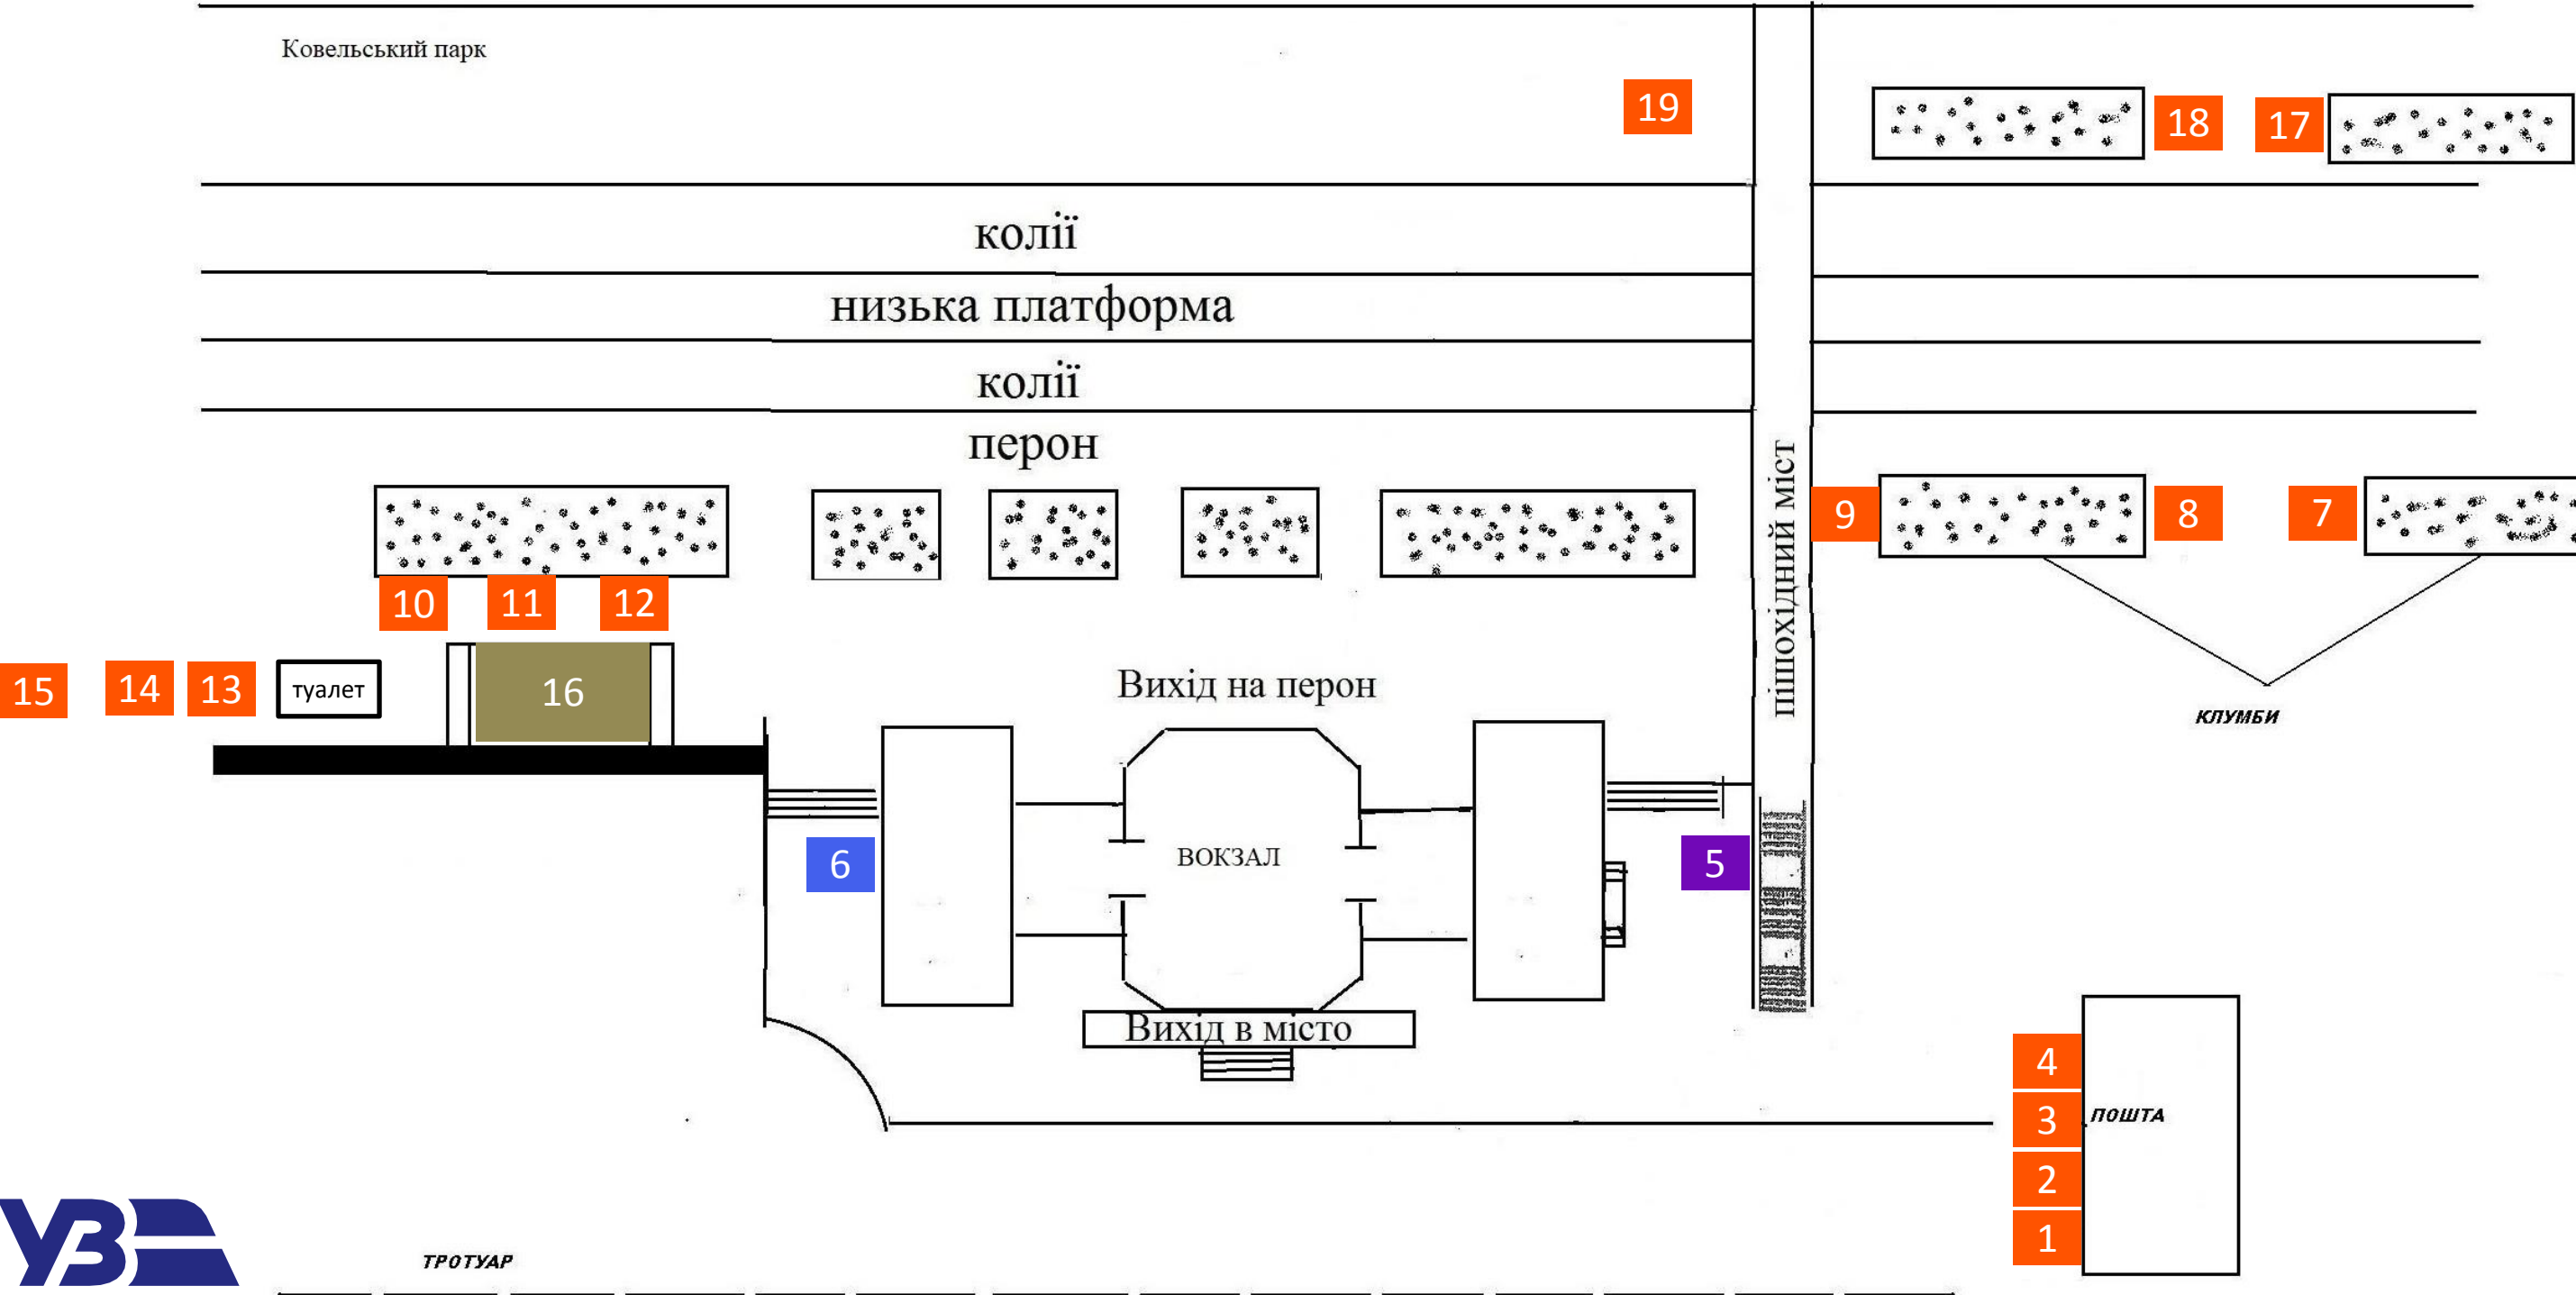 Ковельський парк
19
18
17
колії
низька платформа
колії
перон
пішохідний міст
9
8
7
10
11
12
15
14
13
туалет
16
Вихід на перон
КЛУМБИ
6
ВОКЗАЛ
5
Вихід в місто
4
3
ПОШТА
2
1
УЗ
ТРОТУАР